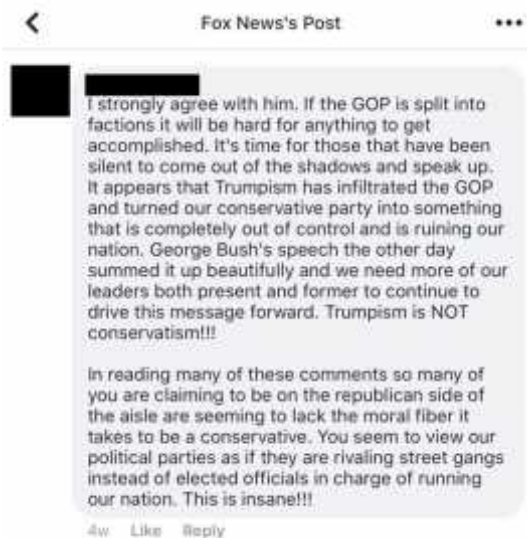 Fox News's Post
I strongly agree with him. If the GOP is split into
factions it will be hard for anything to get
accomplished. It's time for those that have been
silent to come out of the shadows and speak up.
It appears that Trumpism has infiltrated the GOP
and turned our conservative party into something
that is completely out of control and is ruining our
nation. George Bush's speech the other day
summed it up beautifully and we need more of our
leaders both present and former to continue to
drive this message forward. Trumpism is NOT
conservatism!!!
In reading many of these comments so many of
you are claiming to be on the republican side of
the aisle are seeming to lack the moral fiber it
takes to be a conservative. You seem to view our
political parties as if they are rivaling street gangs
instead of elected officials in charge of running
our nation. This is insane!!!
4w Like Reply